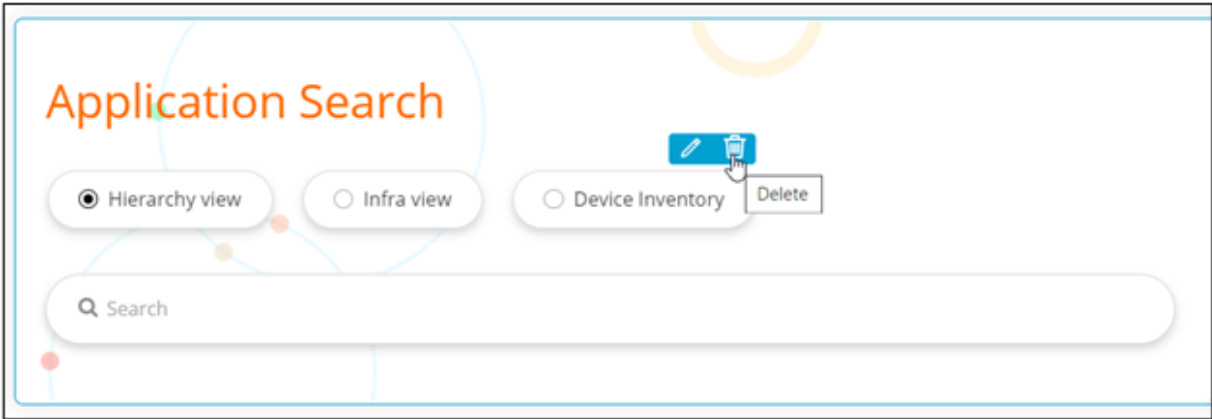 Application Search
Hierarchy view
Infra view
Device Inventory
Delete
Search